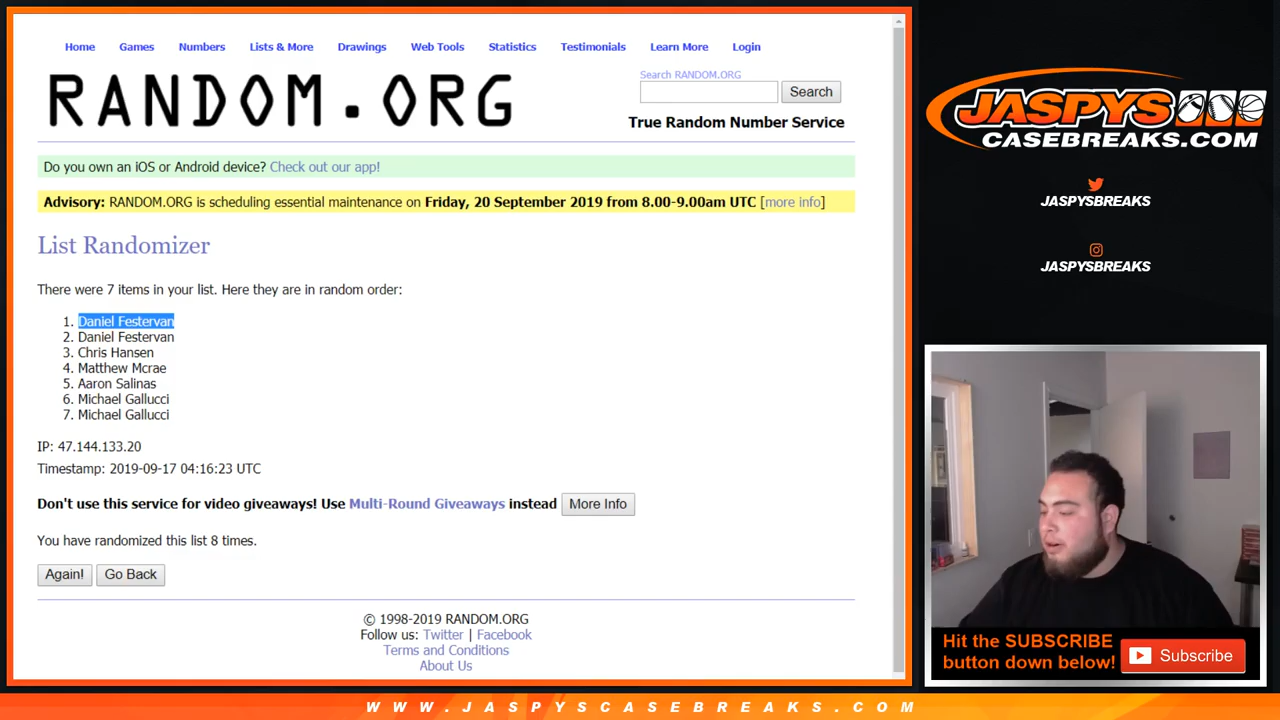 Home Games Numbers Lists & More Drawings Web Tools Statistics Testimonials Learn More Login
RANDOM.ORG
Search RANDOM.ORG
Search
True Random Number Service
Do you own an iOS or Android device? Check out our app!
Advisory: RANDOM.ORG is scheduling essential maintenance on Friday, 20 September 2019 from 8.00-9.00am UTC [more info]
List Randomizer
There were 7 items in your list. Here they are in random order:
1. Daniel Festervan
2. Daniel Festervan
3. Chris Hansen
4. Matthew Mcrae
5. Aaron Salinas
6. Michael Gallucci
7. Michael Gallucci
IP: 47.144.133.20
Timestamp: 2019-09-17 04:16:23 UTC
Don't use this service for video giveaways! Use Multi-Round Giveaways instead More Info
You have randomized this list 8 times.
Again! Go Back
© 1998-2019 RANDOM.ORG
Follow us: Twitter | Facebook
Terms and Conditions
About Us
JASPYS
CASEBREAKS.COM
JASPYSBREAKS
JASPYSBREAKS
Hit the SUBSCRIBE
button down below!
Subscribe
WWW.JASPYSCASEBREAKS.COM